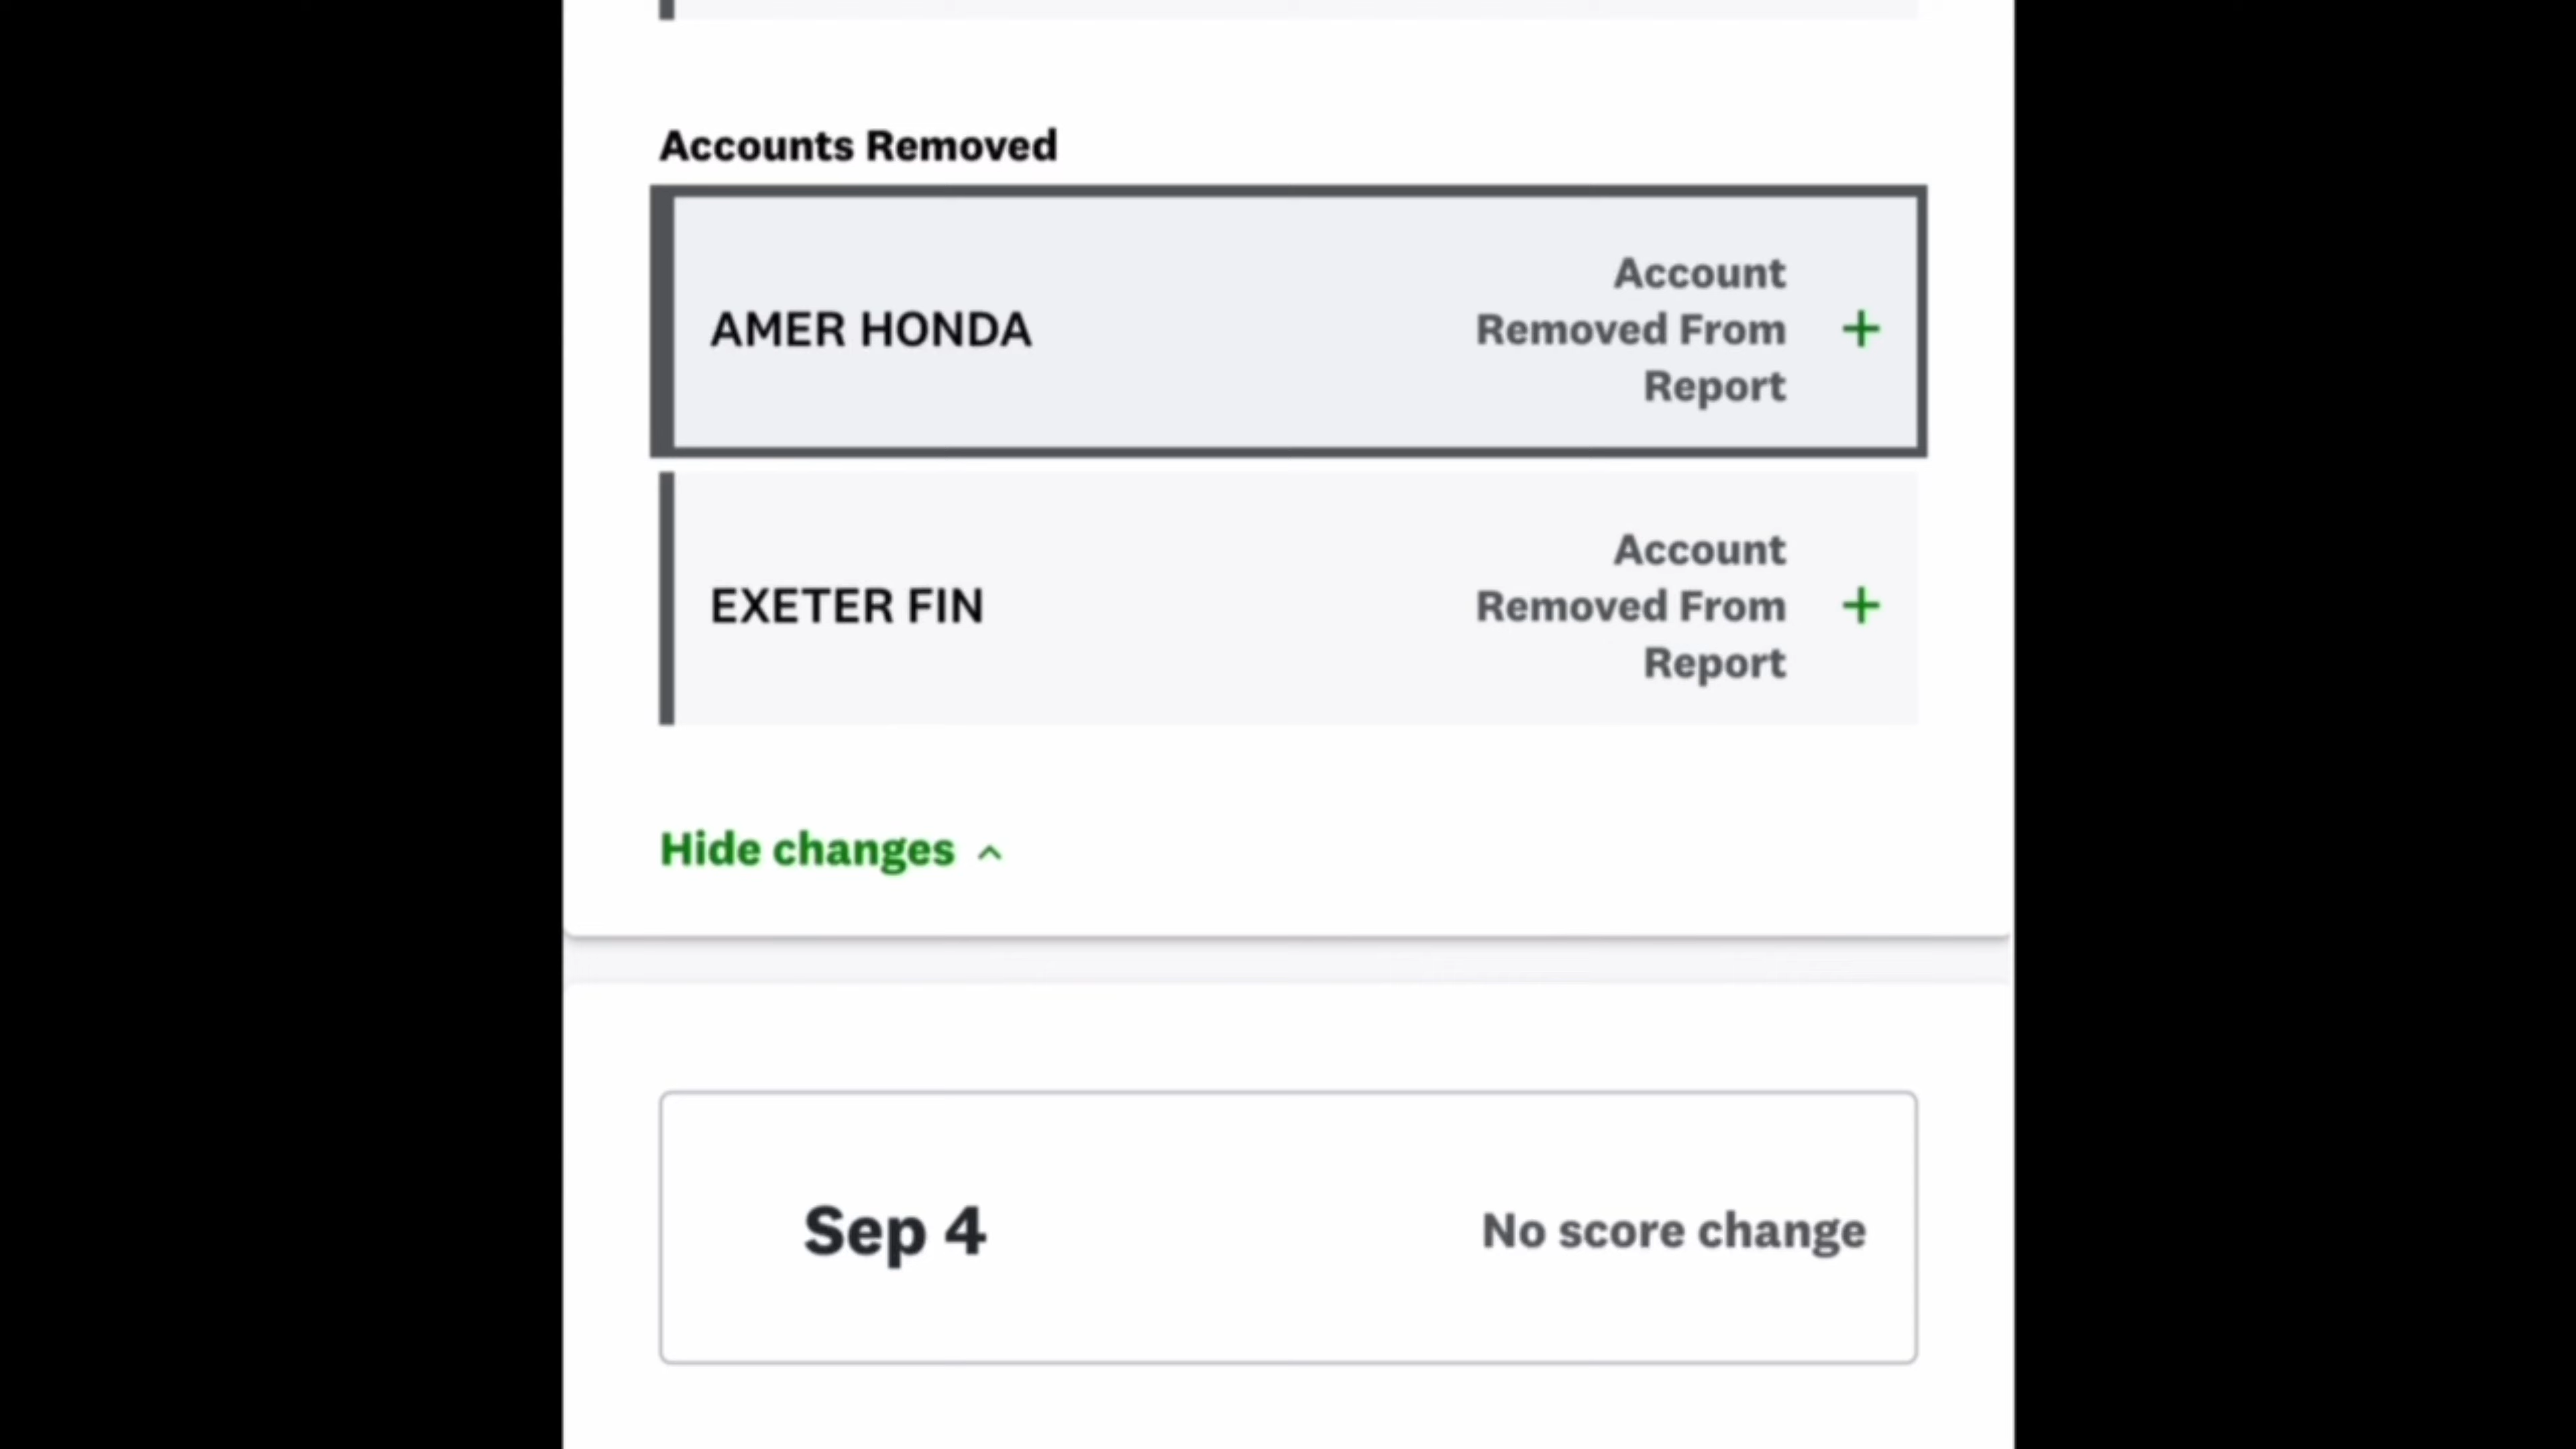 Accounts Removed
AMER HONDA
Account
Removed From
Report
+
EXETER FIN
Account
Removed From
Report
+
Hide changes
Sep 4
No score change